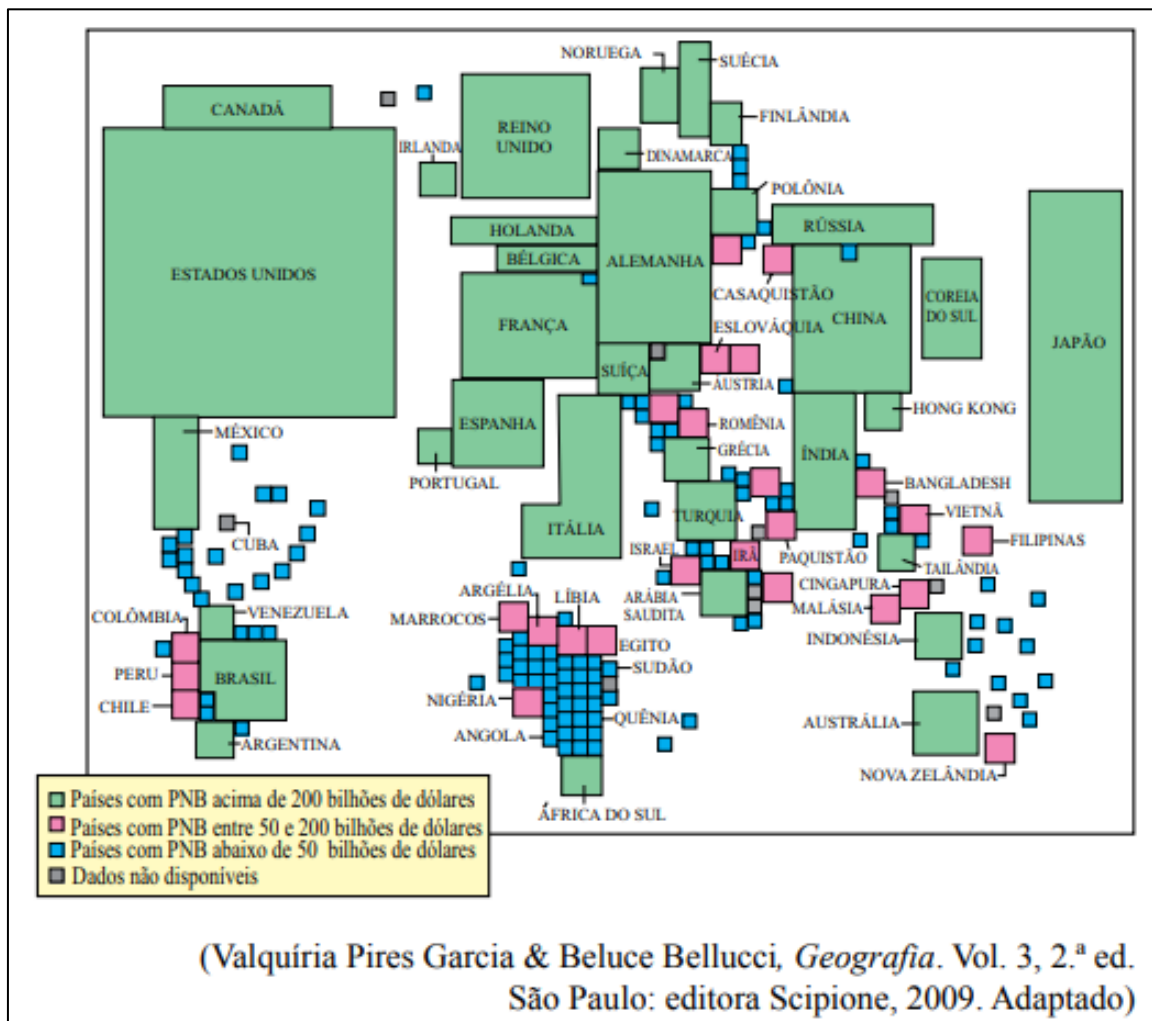 NORUEGA
SUÉCIA
CANADÁ
REINO
UNIDO
FINLÂNDIA
IRLANDA
DINAMARCA
POLÔNIA
HOLANDA
RÚSSIA
BÉLGICA
ALEMANHA
ESTADOS UNIDOS
CASAQUISTÃO
COREIA
DO SUL
FRANÇA
ESLOVÁQUIA
CHINA
JAPÃO
SUÍÇA
ÁUSTRIA
MÉXICO
ESPANHA
ROMÊNIA
HONG KONG
GRÉCIA
ÍNDIA
PORTUGAL
BANGLADESH
ITÁLIA
TURQUIA
VIETNÃ
CUBA
ISRAEL
IRÃ
PAQUISTÃO
FILIPINAS
TAILÂNDIA
ARGÉLIA
LÍBIA
ARÁBIA
SAUDITA
CINGAPURA
MALÁSIA
MARROCOS
VENEZUELA
COLÔMBIA
EGITO
INDONÉSIA
PERU
BRASIL
SUDÃO
NIGÉRIA
CHILE
ANGOLA
QUÊNIA
AUSTRÁLIA
ARGENTINA
NOVA ZELÂNDIA
ÁFRICA DO SUL
Países com PNB acima de 200 bilhões de dólares
Países com PNB entre 50 e 200 bilhões de dólares
Países com PNB abaixo de 50 bilhões de dólares
Dados não disponíveis
(Valquíria Pires Garcia & Beluce Bellucci, Geografia. Vol. 3, 2.ª ed.
São Paulo: editora Scipione, 2009. Adaptado)